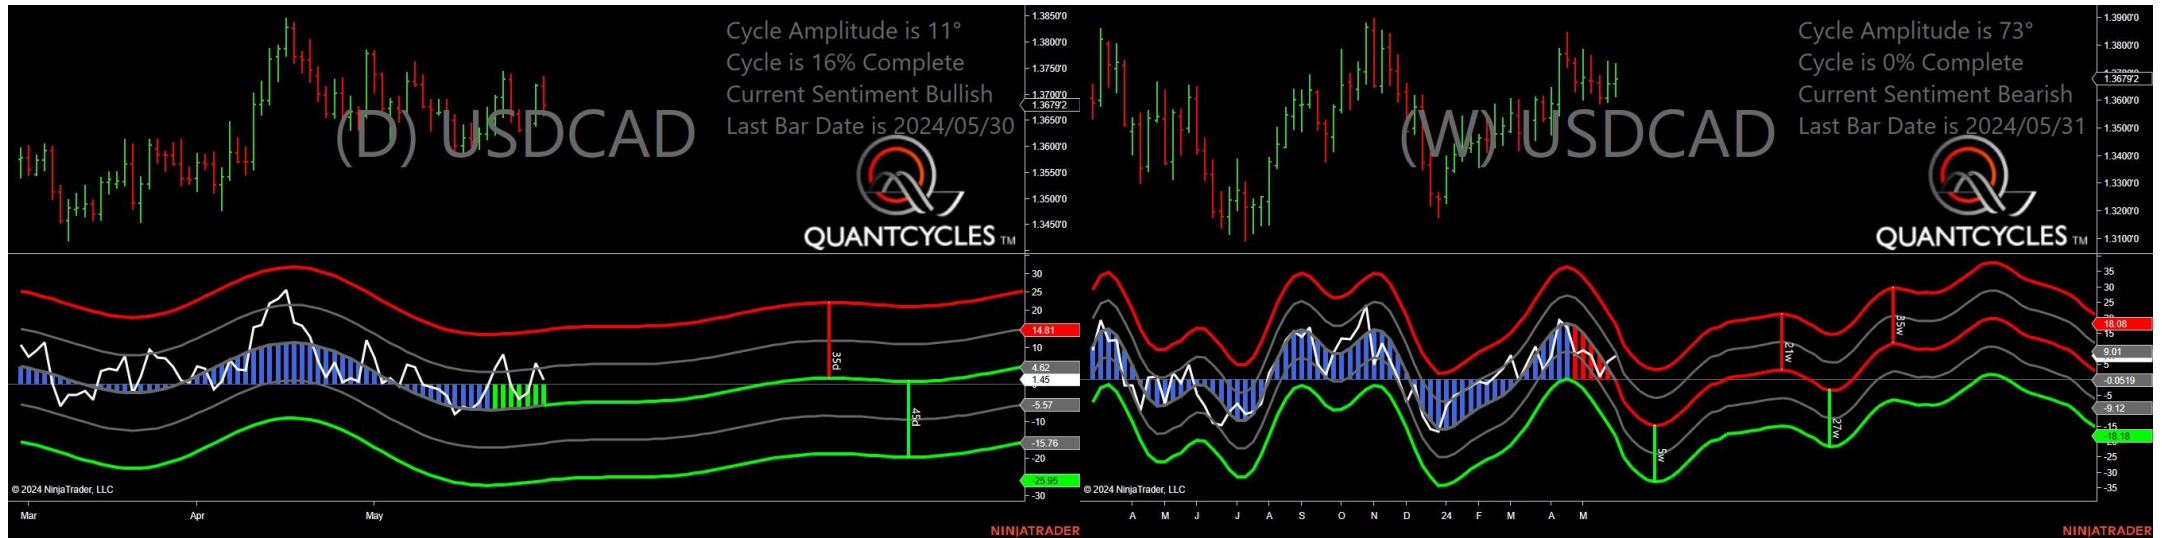 Cycle Amplitude is 11°
Cycle is 16% Complete
Current Sentiment Bullish
Last Bar Date is 2024/05/30
(D) USDCAD
QUANTCYCLES TM
1.3850'0
1.3800'0
1.3750'0
1.3700'0
1.3679'2
1.3650'0
1.3600'0
1.3550'0
1.3500'0
1.3450'0
30
25
20
14.81
10
4.62
1.45
-5.57
-10
-15.76
-20
-25.95
-30
35d
45d
© 2024 NinjaTrader, LLC
Mar Apr May
NINJATRADER
Cycle Amplitude is 73°
Cycle is 0% Complete
Current Sentiment Bearish
Last Bar Date is 2024/05/31
(W) USDCAD
QUANTCYCLES TM
1.3900'0
1.3800'0
1.3679'2
1.3600'0
1.3500'0
1.3400'0
1.3300'0
1.3200'0
1.3100'0
35
30
25
18.08
15
9.01
5
-0.0519
-5
-9.12
-15
-18.18
-25
-30
-35
5w
21w
27w
35w
© 2024 NinjaTrader, LLC
A M J J A S O N D 24 F M A M
NINJATRADER